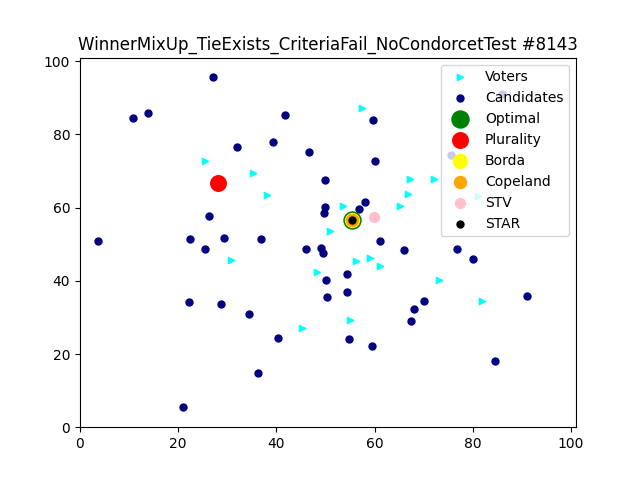 WinnerMixUp_TieExists_CriteriaFail_NoCondorcetTest #8143
100
80
60
40
20
0
0 20 40 60 80 100
Voters
Candidates
Optimal
Plurality
Borda
Copeland
STV
STAR